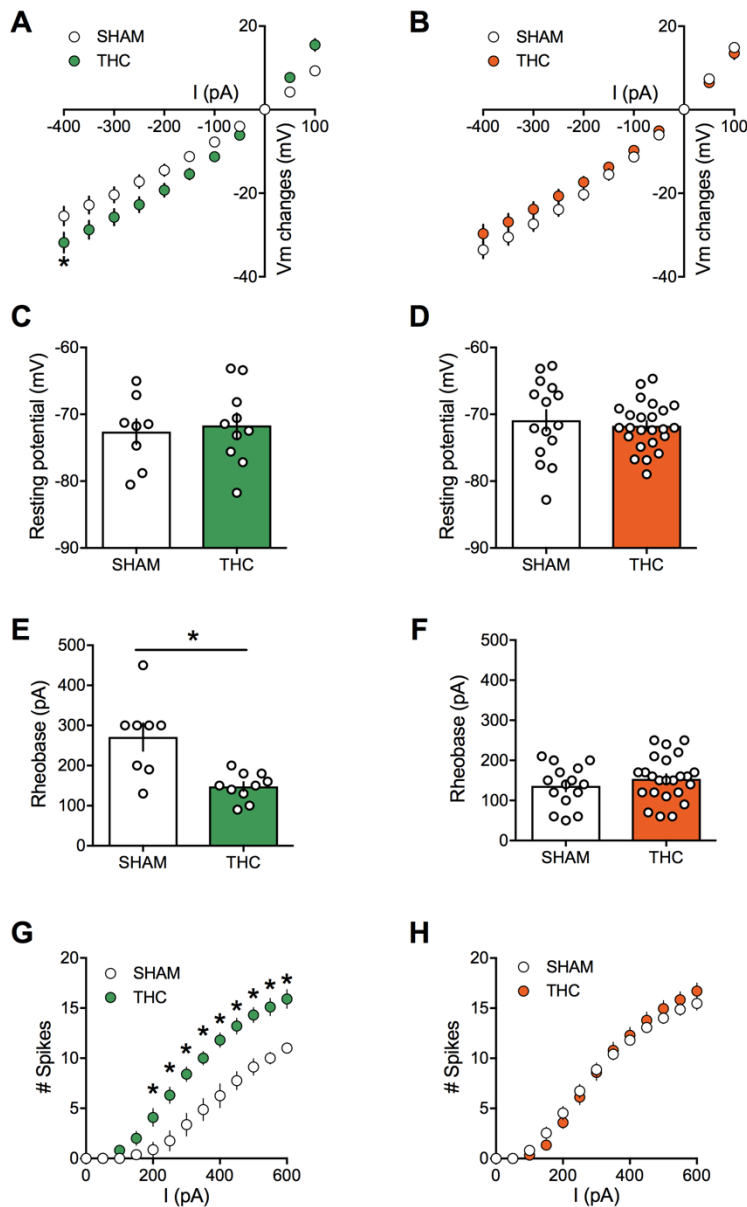 A
SHAM
THC
I (pA)
20
-400 -300 -200 -100 100
-20
-40
Vm changes (mV)
*
B
SHAM
THC
I (pA)
20
-400 -300 -200 -100 100
-20
-40
Vm changes (mV)
C
Resting potential (mV)
-60
-70
-80
-90
SHAM THC
D
Resting potential (mV)
-60
-70
-80
-90
SHAM THC
E
Rheobase (pA)
500
400
300
200
100
0
*
SHAM THC
F
Rheobase (pA)
500
400
300
200
100
0
SHAM THC
G
# Spikes
20
15
10
5
0
SHAM
THC
* * * * * * * * *
0 200 400 600
I (pA)
H
# Spikes
20
15
10
5
0
SHAM
THC
0 200 400 600
I (pA)